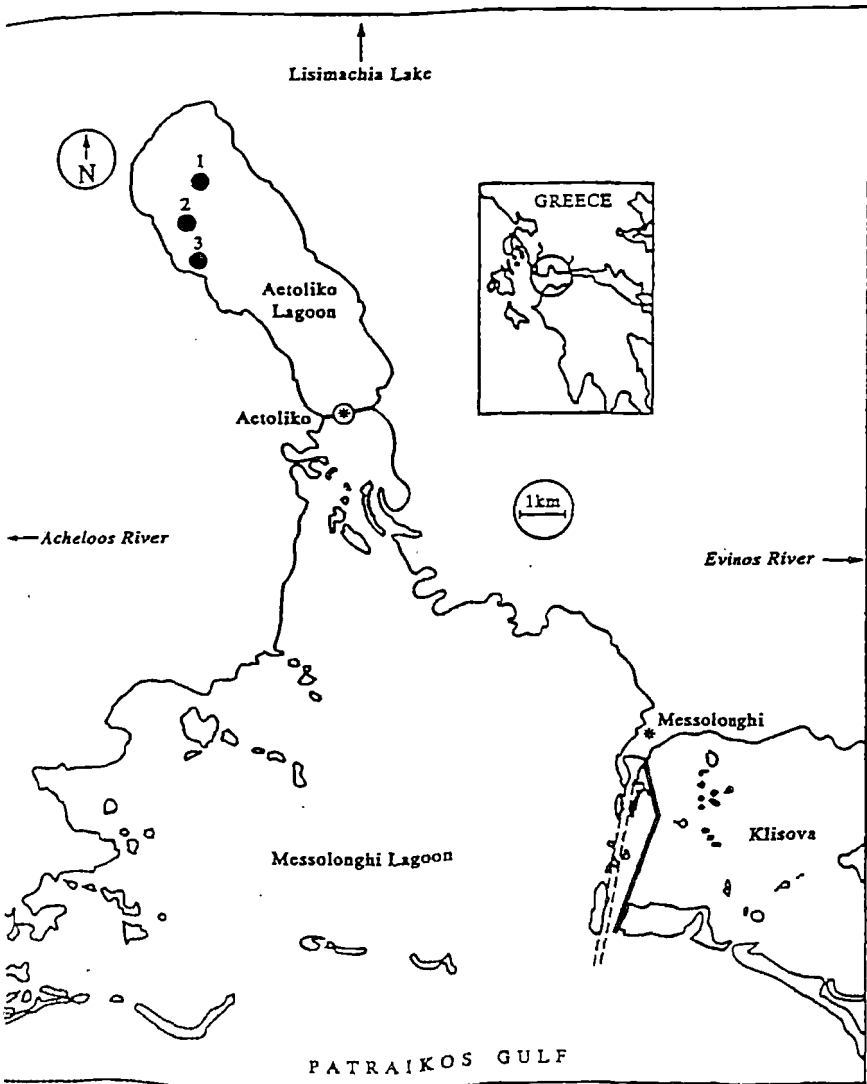 Lisimachia Lake
N
1
2
3
GREECE
Aetoliko
Lagoon
Aetoliko
1km
Acheloos River
Evinos River
Messolonghi
Klisova
Messolonghi Lagoon
PATRAIKOS GULF